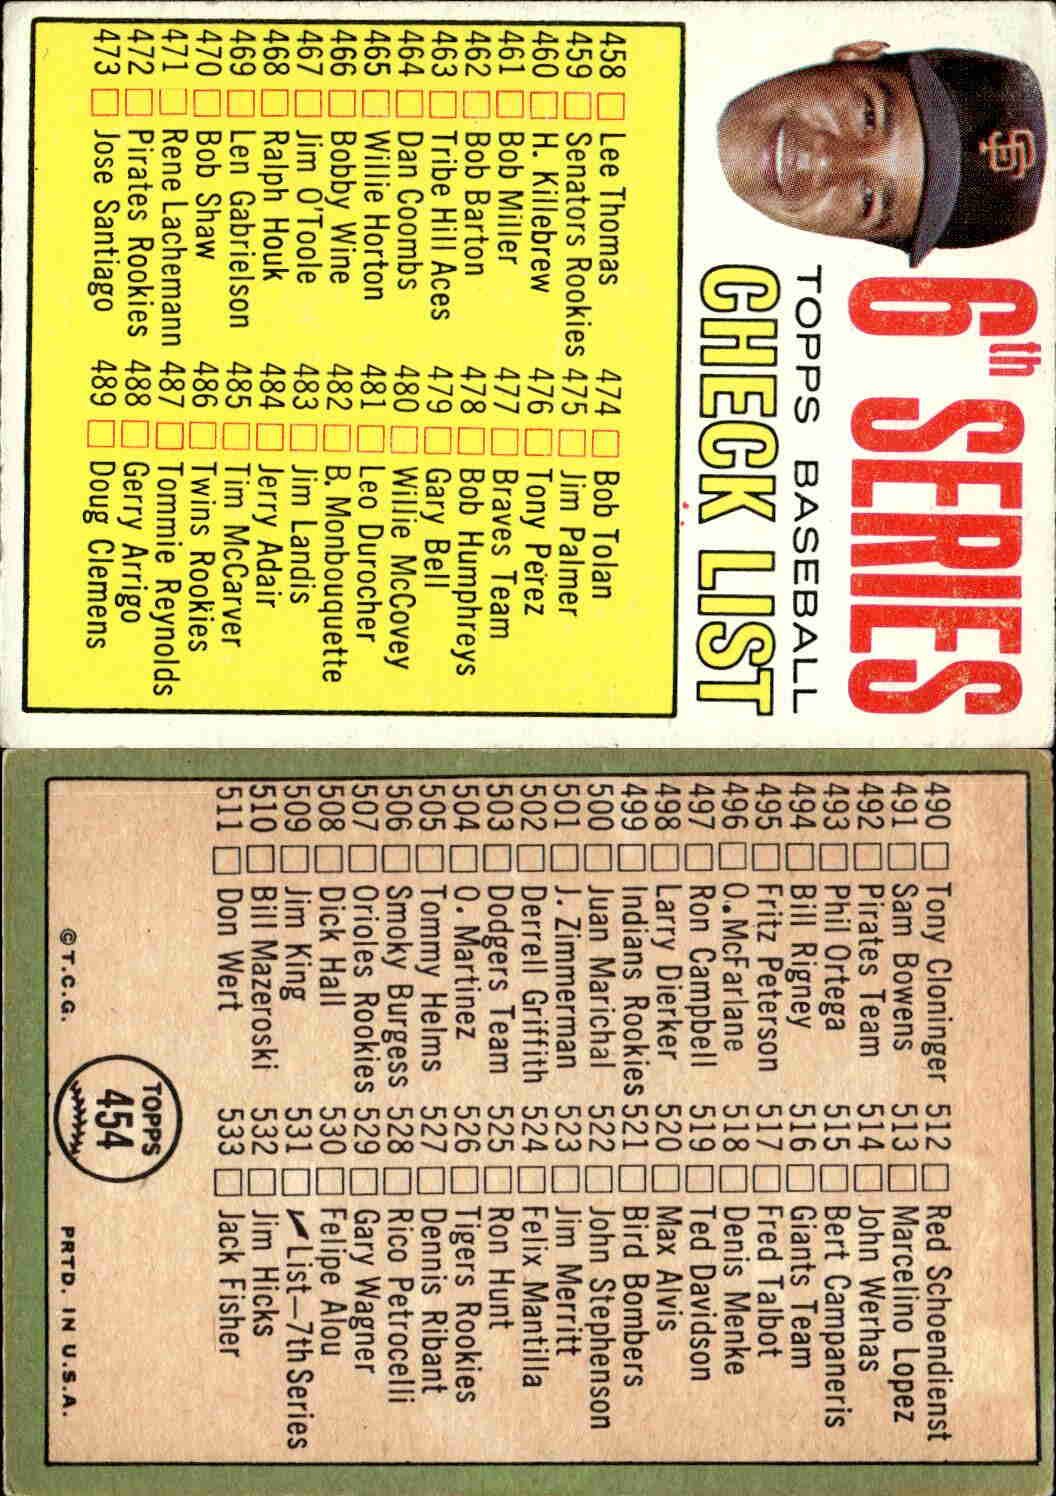 SF
6th SERIES
TOPPS BASEBALL
CHECK LIST
458 Lee Thomas
459 Senators Rookies
460 H. Killebrew
461 Bob Miller
462 Bob Barton
463 Tribe Hill Aces
464 Dan Coombs
465 Willie Horton
466 Bobby Wine
467 Jim O'Toole
468 Ralph Houk
469 Len Gabrielson
470 Bob Shaw
471 Rene Lachemann
472 Pirates Rookies
473 Jose Santiago
474 Bob Tolan
475 Jim Palmer
476 Tony Perez
477 Braves Team
478 Bob Humphreys
479 Gary Bell
480 Willie McCovey
481 Leo Durocher
482 B. Monbouquette
483 Jim Landis
484 Jerry Adair
485 Tim McCarver
486 Twins Rookies
487 Tommie Reynolds
488 Gerry Arrigo
489 Doug Clemens
490 Tony Cloninger
491 Sam Bowens
492 Pirates Team
493 Phil Ortega
494 Bill Rigney
495 Fritz Peterson
496 O. McFarlane
497 Ron Campbell
498 Larry Dierker
499 Indians Rookies
500 Juan Marichal
501 J. Zimmerman
502 Derrell Griffith
503 Dodgers Team
504 O. Martinez
505 Tommy Helms
506 Smoky Burgess
507 Orioles Rookies
508 Dick Hall
509 Jim King
510 Bill Mazeroski
511 Don Wert
512 Red Schoendienst
513 Marcelino Lopez
514 John Werhas
515 Bert Campaneris
516 Giants Team
517 Fred Talbot
518 Denis Menke
519 Ted Davidson
520 Max Alvis
521 Bird Bombers
522 John Stephenson
523 Jim Merritt
524 Felix Mantilla
525 Ron Hunt
526 Tigers Rookies
527 Dennis Ribant
528 Rico Petrocelli
529 Gary Wagner
530 Felipe Alou
531 ✓List—7th Series
532 Jim Hicks
533 Jack Fisher
© T.C.G.
TOPPS
454
PRTD. IN U.S.A.